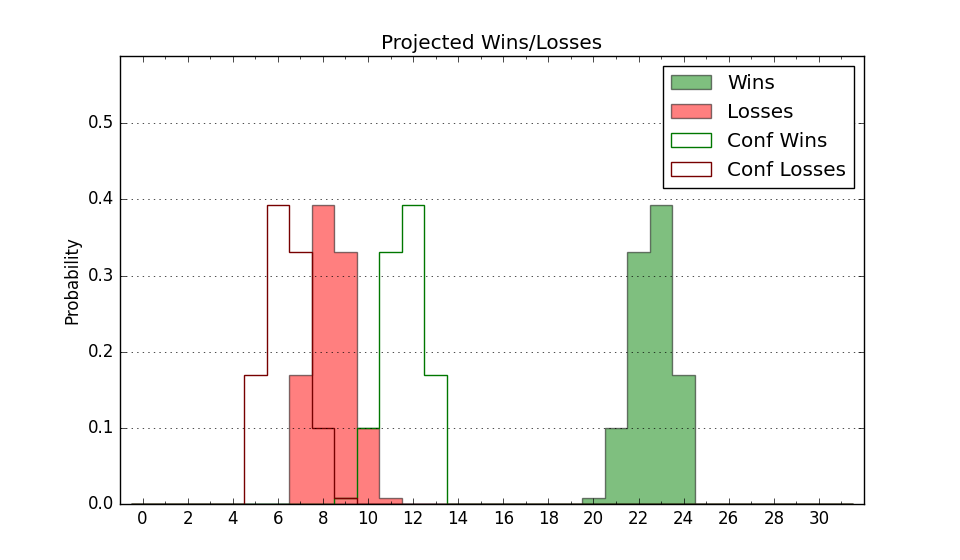 Projected Wins/Losses
Wins
Losses
Conf Wins
Conf Losses
Probability
0.5
0.4
0.3
0.2
0.1
0.0
0 2 4 6 8 10 12 14 16 18 20 22 24 26 28 30